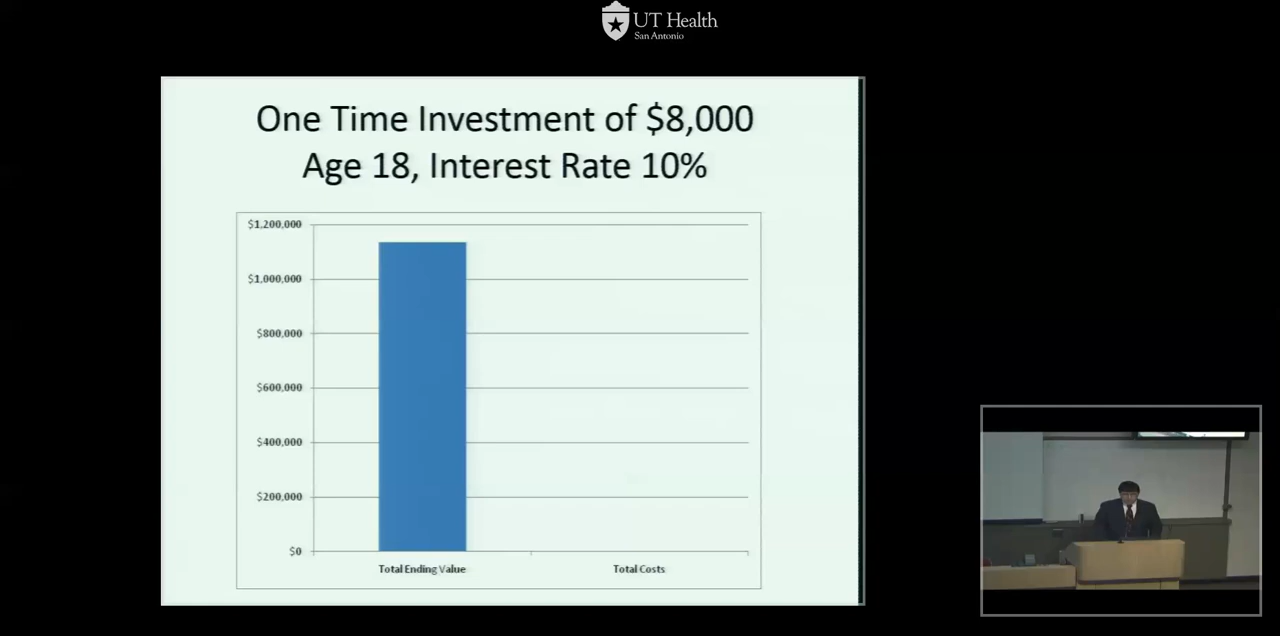 UT Health
San Antonio
One Time Investment of $8,000
Age 18, Interest Rate 10%
$1,200,000
$1,000,000
$800,000
$600,000
$400,000
$200,000
$0
Total Ending Value
Total Costs